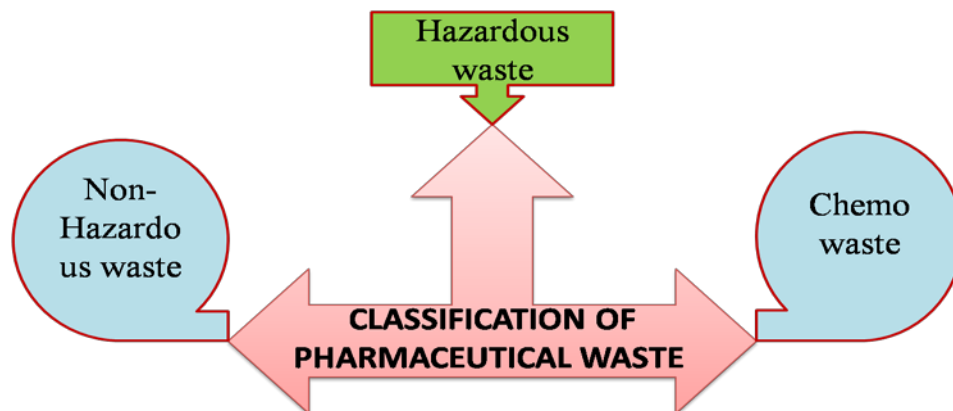 Hazardous
waste
Non-
Hazardo
us waste
Chemo
waste
CLASSIFICATION OF
PHARMACEUTICAL WASTE